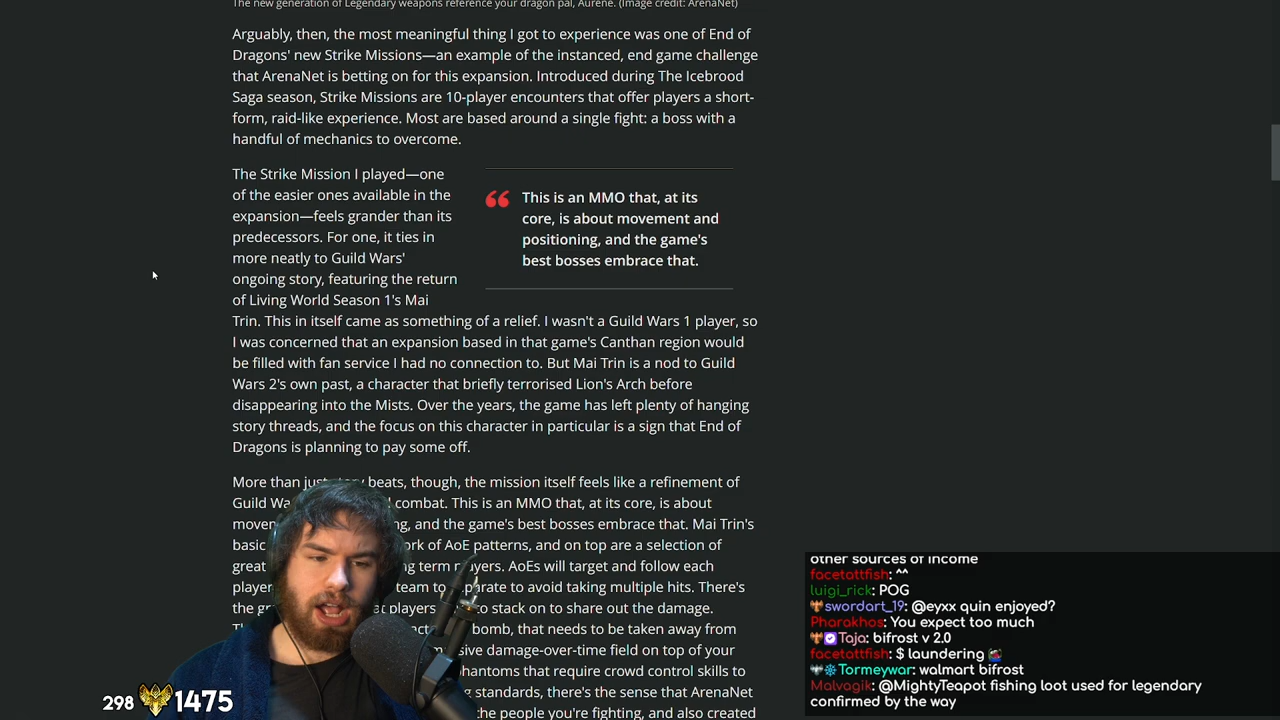 The new generation of Legendary weapons reference your dragon pal, Aurene. (Image credit: ArenaNet)
Arguably, then, the most meaningful thing I got to experience was one of End of
Dragons' new Strike Missions—an example of the instanced, end game challenge
that ArenaNet is betting on for this expansion. Introduced during The Icebrood
Saga season, Strike Missions are 10-player encounters that offer players a short-
form, raid-like experience. Most are based around a single fight: a boss with a
handful of mechanics to overcome.
The Strike Mission I played—one
of the easier ones available in the
expansion—feels grander than its
predecessors. For one, it ties in
more neatly to Guild Wars'
ongoing story, featuring the return
of Living World Season 1's Mai
Trin. This in itself came as something of a relief. I wasn't a Guild Wars 1 player, so
I was concerned that an expansion based in that game's Canthan region would
be filled with fan service I had no connection to. But Mai Trin is a nod to Guild
Wars 2's own past, a character that briefly terrorised Lion's Arch before
disappearing into the Mists. Over the years, the game has left plenty of hanging
story threads, and the focus on this character in particular is a sign that End of
Dragons is planning to pay some off.
“ This is an MMO that, at its
core, is about movement and
positioning, and the game's
best bosses embrace that.
More than just beats, though, the mission itself feels like a refinement of
Guild combat. This is an MMO that, at its core, is about
and the game's best bosses embrace that. Mai Trin's
basic of AoE patterns, and on top are a selection of
great term AoEs will target and follow each
player team to to avoid taking multiple hits. There's
the players to stack on to share out the damage.
bomb, that needs to be taken away from
damage-over-time field on top of your
that require crowd control skills to
standards, there's the sense that ArenaNet
the people you're fighting, and also created
other sources of income
facetattfish: ^^
luigi_rick: POG
swordart_19: @eyxx quin enjoyed?
Pharakhos: You expect too much
Taja: bifrost v 2.0
facetattfish: $ laundering
Tormeywar: walmart bifrost
Malvagik: @MightyTeapot fishing loot used for legendary
confirmed by the way
298 1475